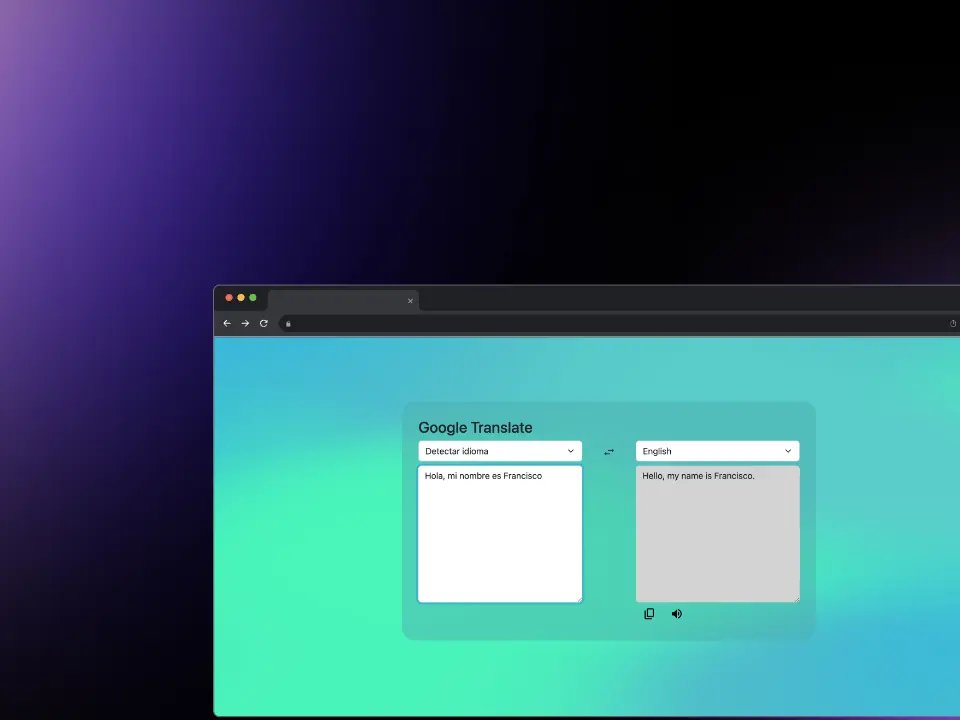 Google Translate
Detectar idioma
English
Hola, mi nombre es Francisco
Hello, my name is Francisco.